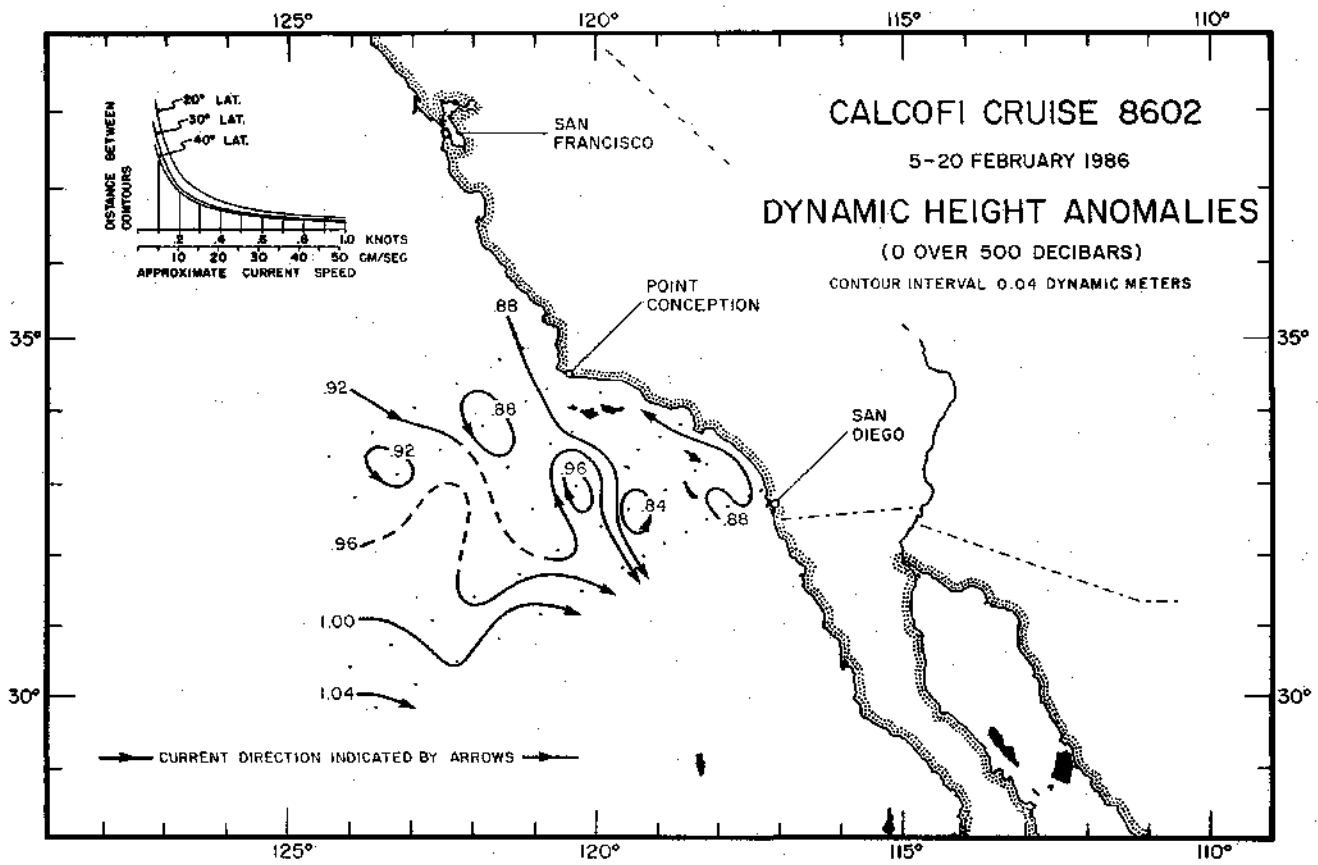 125°
120°
115°
110°
20° LAT.
30° LAT.
40° LAT.
DISTANCE BETWEEN
CONTOURS
.2 .4 .6 .8 1.0 KNOTS
10 20 30 40 50 CM/SEC
APPROXIMATE CURRENT SPEED
SAN
FRANCISCO
CALCOFI CRUISE 8602
5-20 FEBRUARY 1986
DYNAMIC HEIGHT ANOMALIES
(0 OVER 500 DECIBARS)
CONTOUR INTERVAL 0.04 DYNAMIC METERS
POINT
CONCEPTION
.88
35°
35°
.92
.88
SAN
DIEGO
.92
.96
.84
.88
.96
1.00
30°
1.04
30°
CURRENT DIRECTION INDICATED BY ARROWS
125°
120°
115°
110°